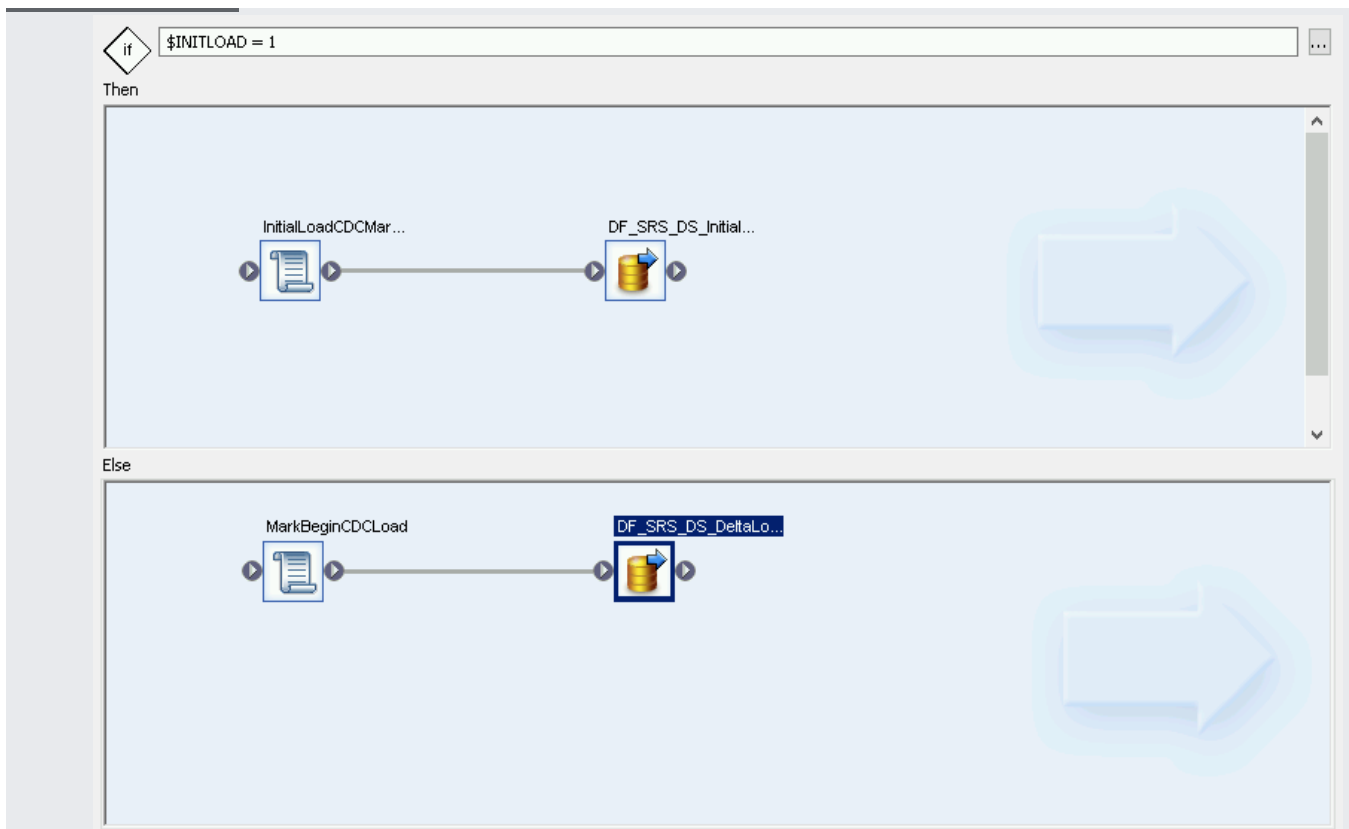 if
$INITLOAD = 1
...
Then
InitialLoadCDCMar...
DF_SRS_DS_Initial...
Else
MarkBeginCDCLoad
DF_SRS_DS_DeltaLo...